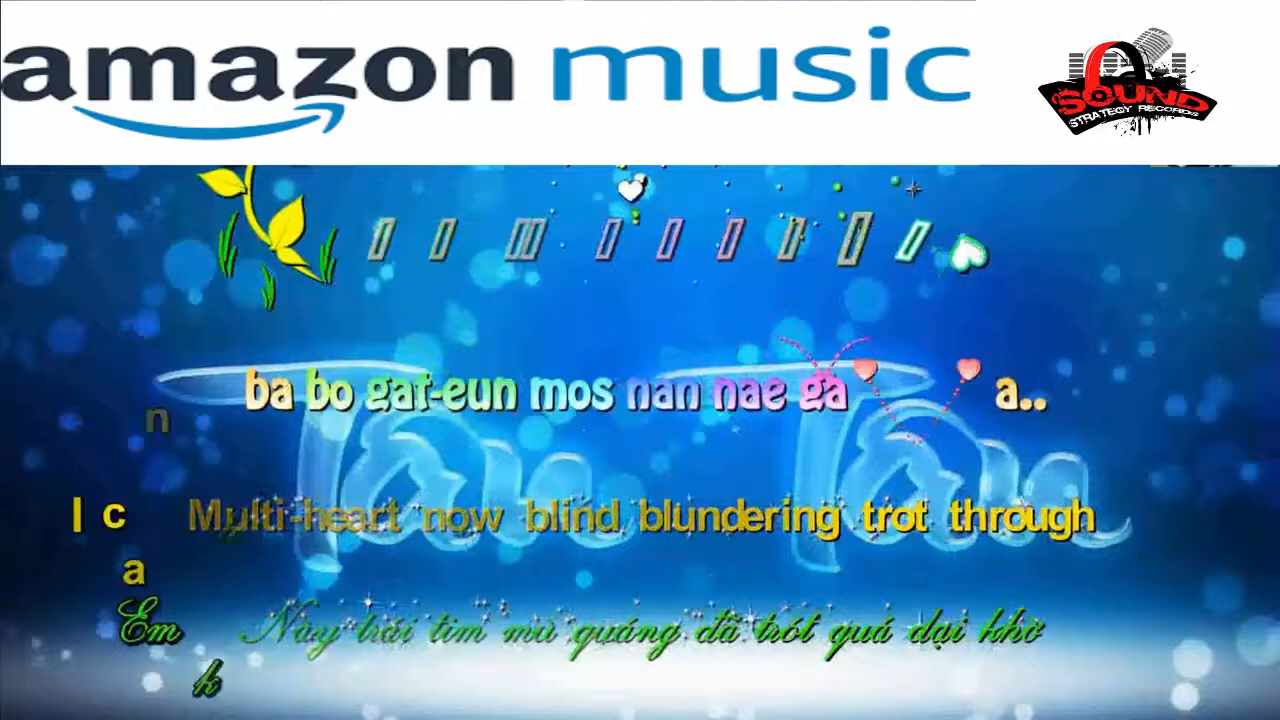 amazon music
SOUND
STRATEGY RECORDS
ba bo gat-eun mos nan nae ga a..
n
I c Multi-heart now blind blundering trot through
a
Em Này trái tim mù quáng đã trót quá dại khờ
k